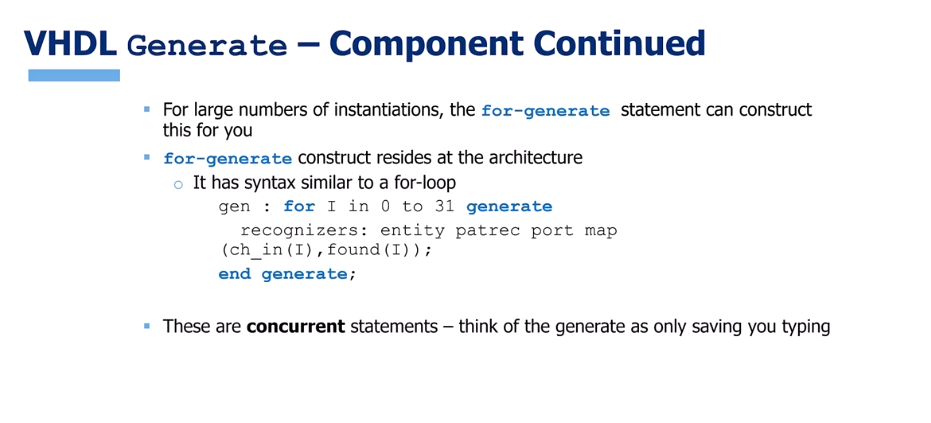 VHDL Generate – Component Continued
▪ For large numbers of instantiations, the for-generate statement can construct
this for you
▪ for-generate construct resides at the architecture
○ It has syntax similar to a for-loop
gen : for I in 0 to 31 generate
recognizers: entity patrec port map
(ch_in(I),found(I));
end generate;
▪ These are concurrent statements – think of the generate as only saving you typing